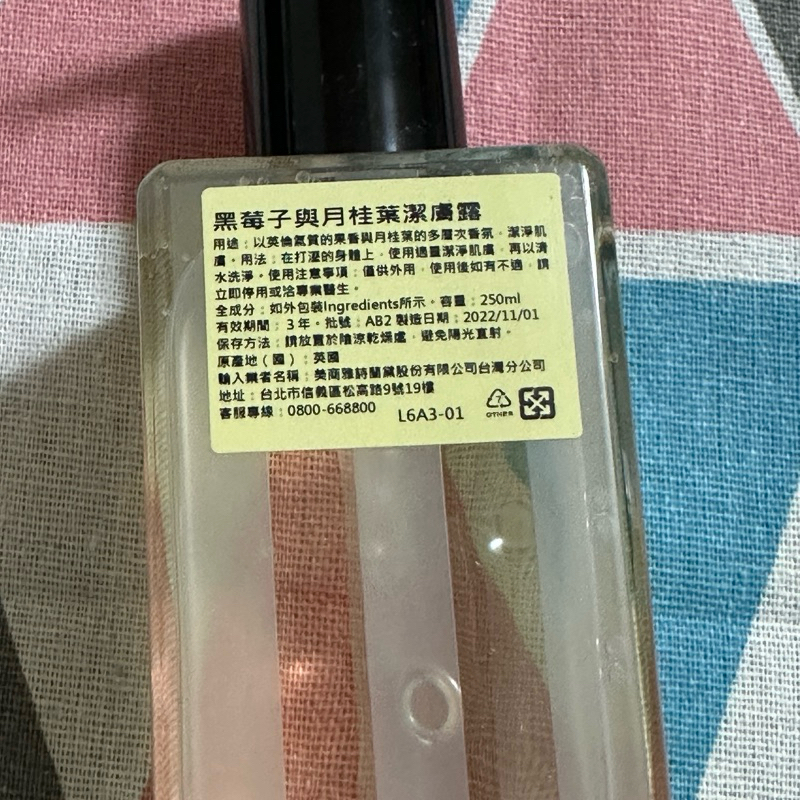 黑莓子與月桂葉潔膚露
用途：以英倫氣質的果香與月桂葉的多層次香氛，潔淨肌
膚。用法：在打溼的身體上，使用適量潔淨肌膚，再以清
水洗淨。使用注意事項：僅供外用，使用後如有不適，請
立即停用或洽專業醫生。
全成分：如外包裝Ingredients所示。容量：250ml
有效期間：3年。批號：AB2 製造日期：2022/11/01
保存方法：請放置於陰涼乾燥處，避免陽光直射。
原產地（國）：英國
輸入業者名稱：美商雅詩蘭黛股份有限公司台灣分公司
地址：台北市信義區松高路9號19樓
客服專線：0800-668800 L6A3-01
OTHER